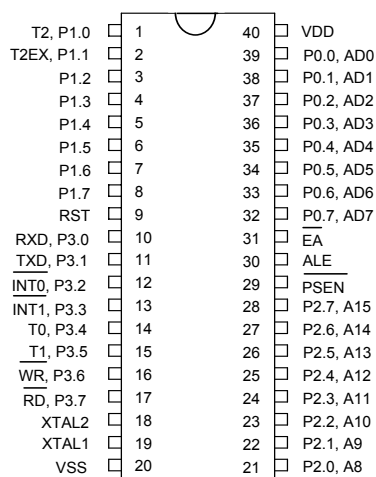 T2, P1.0 1 40 VDD
T2EX, P1.1 2 39 P0.0, AD0
P1.2 3 38 P0.1, AD1
P1.3 4 37 P0.2, AD2
P1.4 5 36 P0.3, AD3
P1.5 6 35 P0.4, AD4
P1.6 7 34 P0.5, AD5
P1.7 8 33 P0.6, AD6
RST 9 32 P0.7, AD7
RXD, P3.0 10 31 E̅A̅
TXD, P3.1 11 30 ALE
I̅N̅T̅0̅, P3.2 12 29 P̅S̅E̅N̅
I̅N̅T̅1̅, P3.3 13 28 P2.7, A15
T0, P3.4 14 27 P2.6, A14
T1, P3.5 15 26 P2.5, A13
W̅R̅, P3.6 16 25 P2.4, A12
R̅D̅, P3.7 17 24 P2.3, A11
XTAL2 18 23 P2.2, A10
XTAL1 19 22 P2.1, A9
VSS 20 21 P2.0, A8